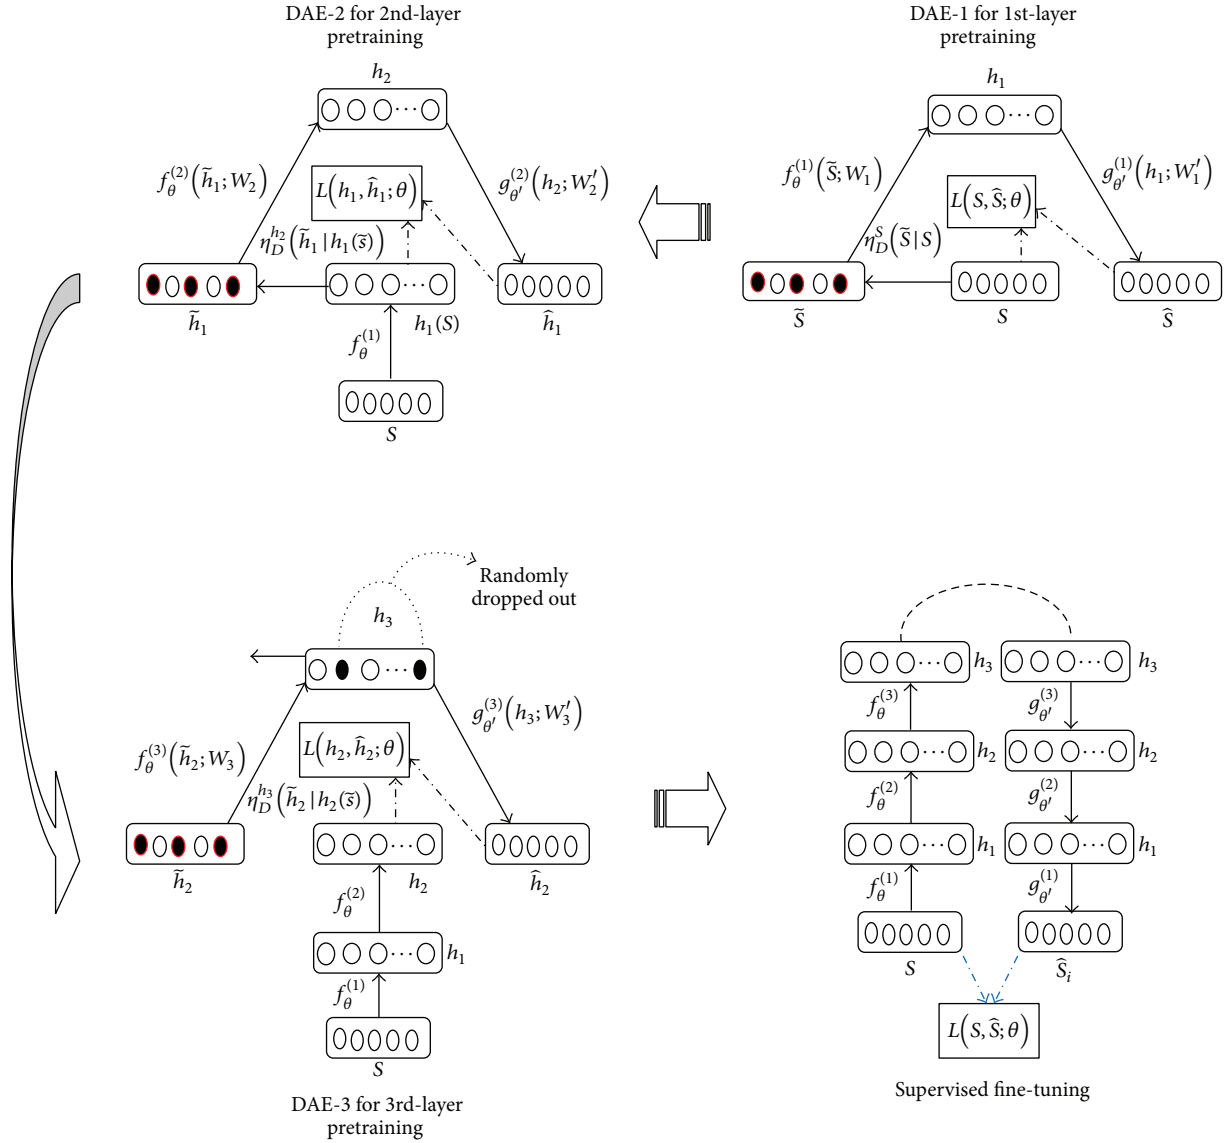 DAE-2 for 2nd-layer
pretraining
h₂
f_θ^(2)(h̃₁; W₂)
L(h₁, ĥ₁; θ)
g_θ′^(2)(h₂; W₂′)
η_D^h₂(h̃₁ | h₁(s̃))
h̃₁
h₁(S)
ĥ₁
f_θ^(1)
S
DAE-1 for 1st-layer
pretraining
h₁
f_θ^(1)(S̃; W₁)
L(S, Ŝ; θ)
g_θ′^(1)(h₁; W₁′)
η_D^S(S̃ | S)
S̃
S
Ŝ
Randomly
dropped out
h₃
f_θ^(3)(h̃₂; W₃)
L(h₂, ĥ₂; θ)
g_θ′^(3)(h₃; W₃′)
η_D^h₃(h̃₂ | h₂(s̃))
h̃₂
h₂
ĥ₂
f_θ^(2)
h₁
f_θ^(1)
S
DAE-3 for 3rd-layer
pretraining
h₃
h₃
f_θ^(3)
g_θ′^(3)
h₂
h₂
f_θ^(2)
g_θ′^(2)
h₁
h₁
f_θ^(1)
g_θ′^(1)
S
Ŝ_i
L(S, Ŝ; θ)
Supervised fine-tuning